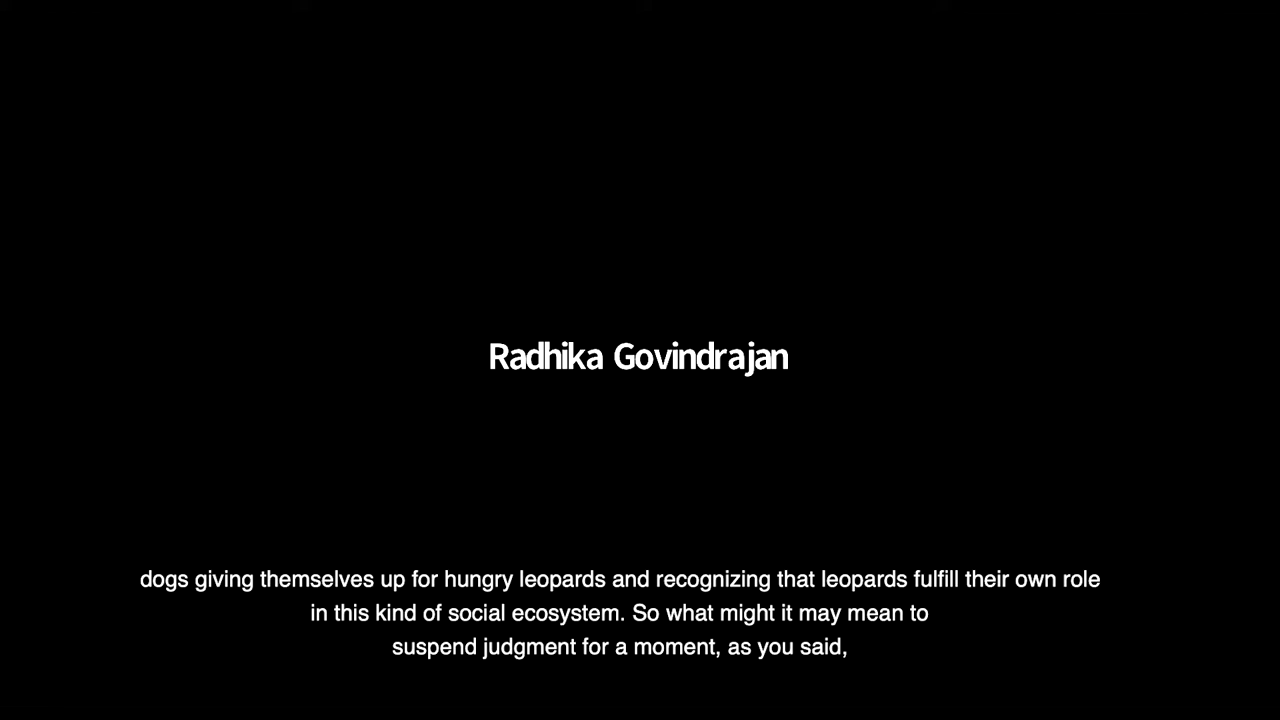 Radhika Govindrajan
dogs giving themselves up for hungry leopards and recognizing that leopards fulfill their own role
in this kind of social ecosystem. So what might it may mean to
suspend judgment for a moment, as you said,